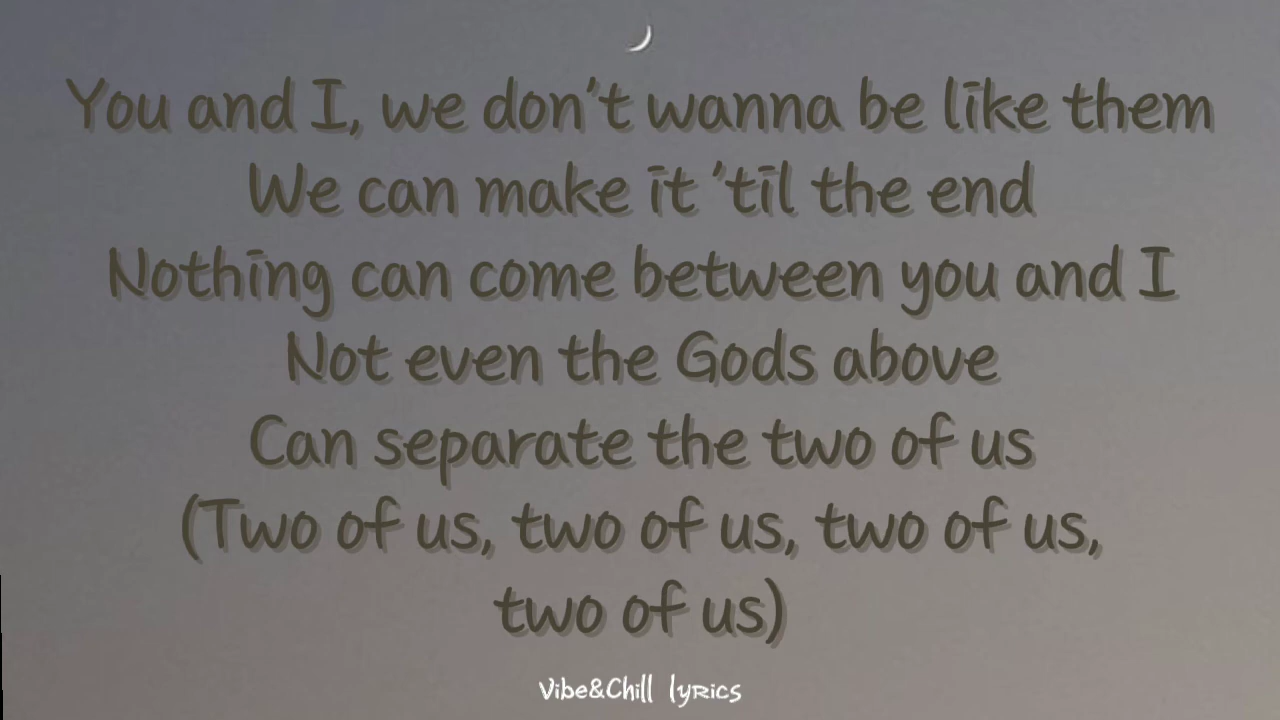 You and I, we don't wanna be like them
We can make it 'til the end
Nothing can come between you and I
Not even the Gods above
Can separate the two of us
(Two of us, two of us, two of us,
two of us)
Vibe&Chill lyrics